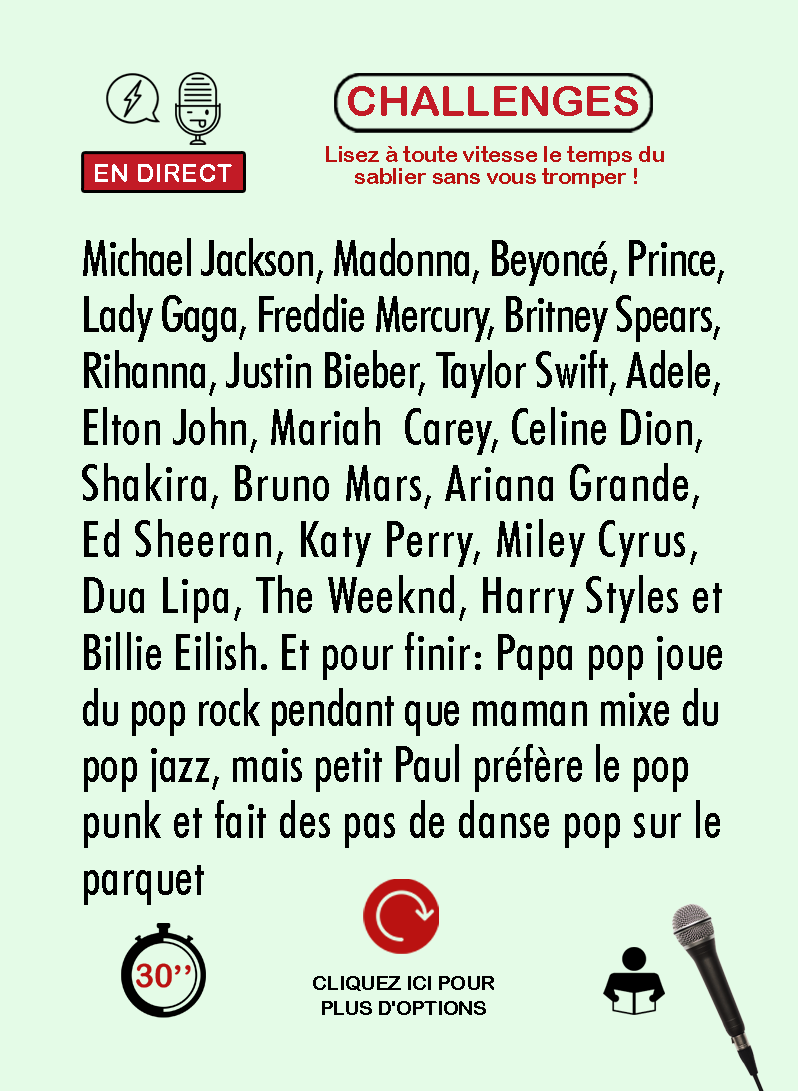 CHALLENGES
EN DIRECT
Lisez à toute vitesse le temps du
sablier sans vous tromper !
Michael Jackson, Madonna, Beyoncé, Prince,
Lady Gaga, Freddie Mercury, Britney Spears,
Rihanna, Justin Bieber, Taylor Swift, Adele,
Elton John, Mariah Carey, Celine Dion,
Shakira, Bruno Mars, Ariana Grande,
Ed Sheeran, Katy Perry, Miley Cyrus,
Dua Lipa, The Weeknd, Harry Styles et
Billie Eilish. Et pour finir: Papa pop joue
du pop rock pendant que maman mixe du
pop jazz, mais petit Paul préfère le pop
punk et fait des pas de danse pop sur le
parquet
30’’
CLIQUEZ ICI POUR
PLUS D'OPTIONS